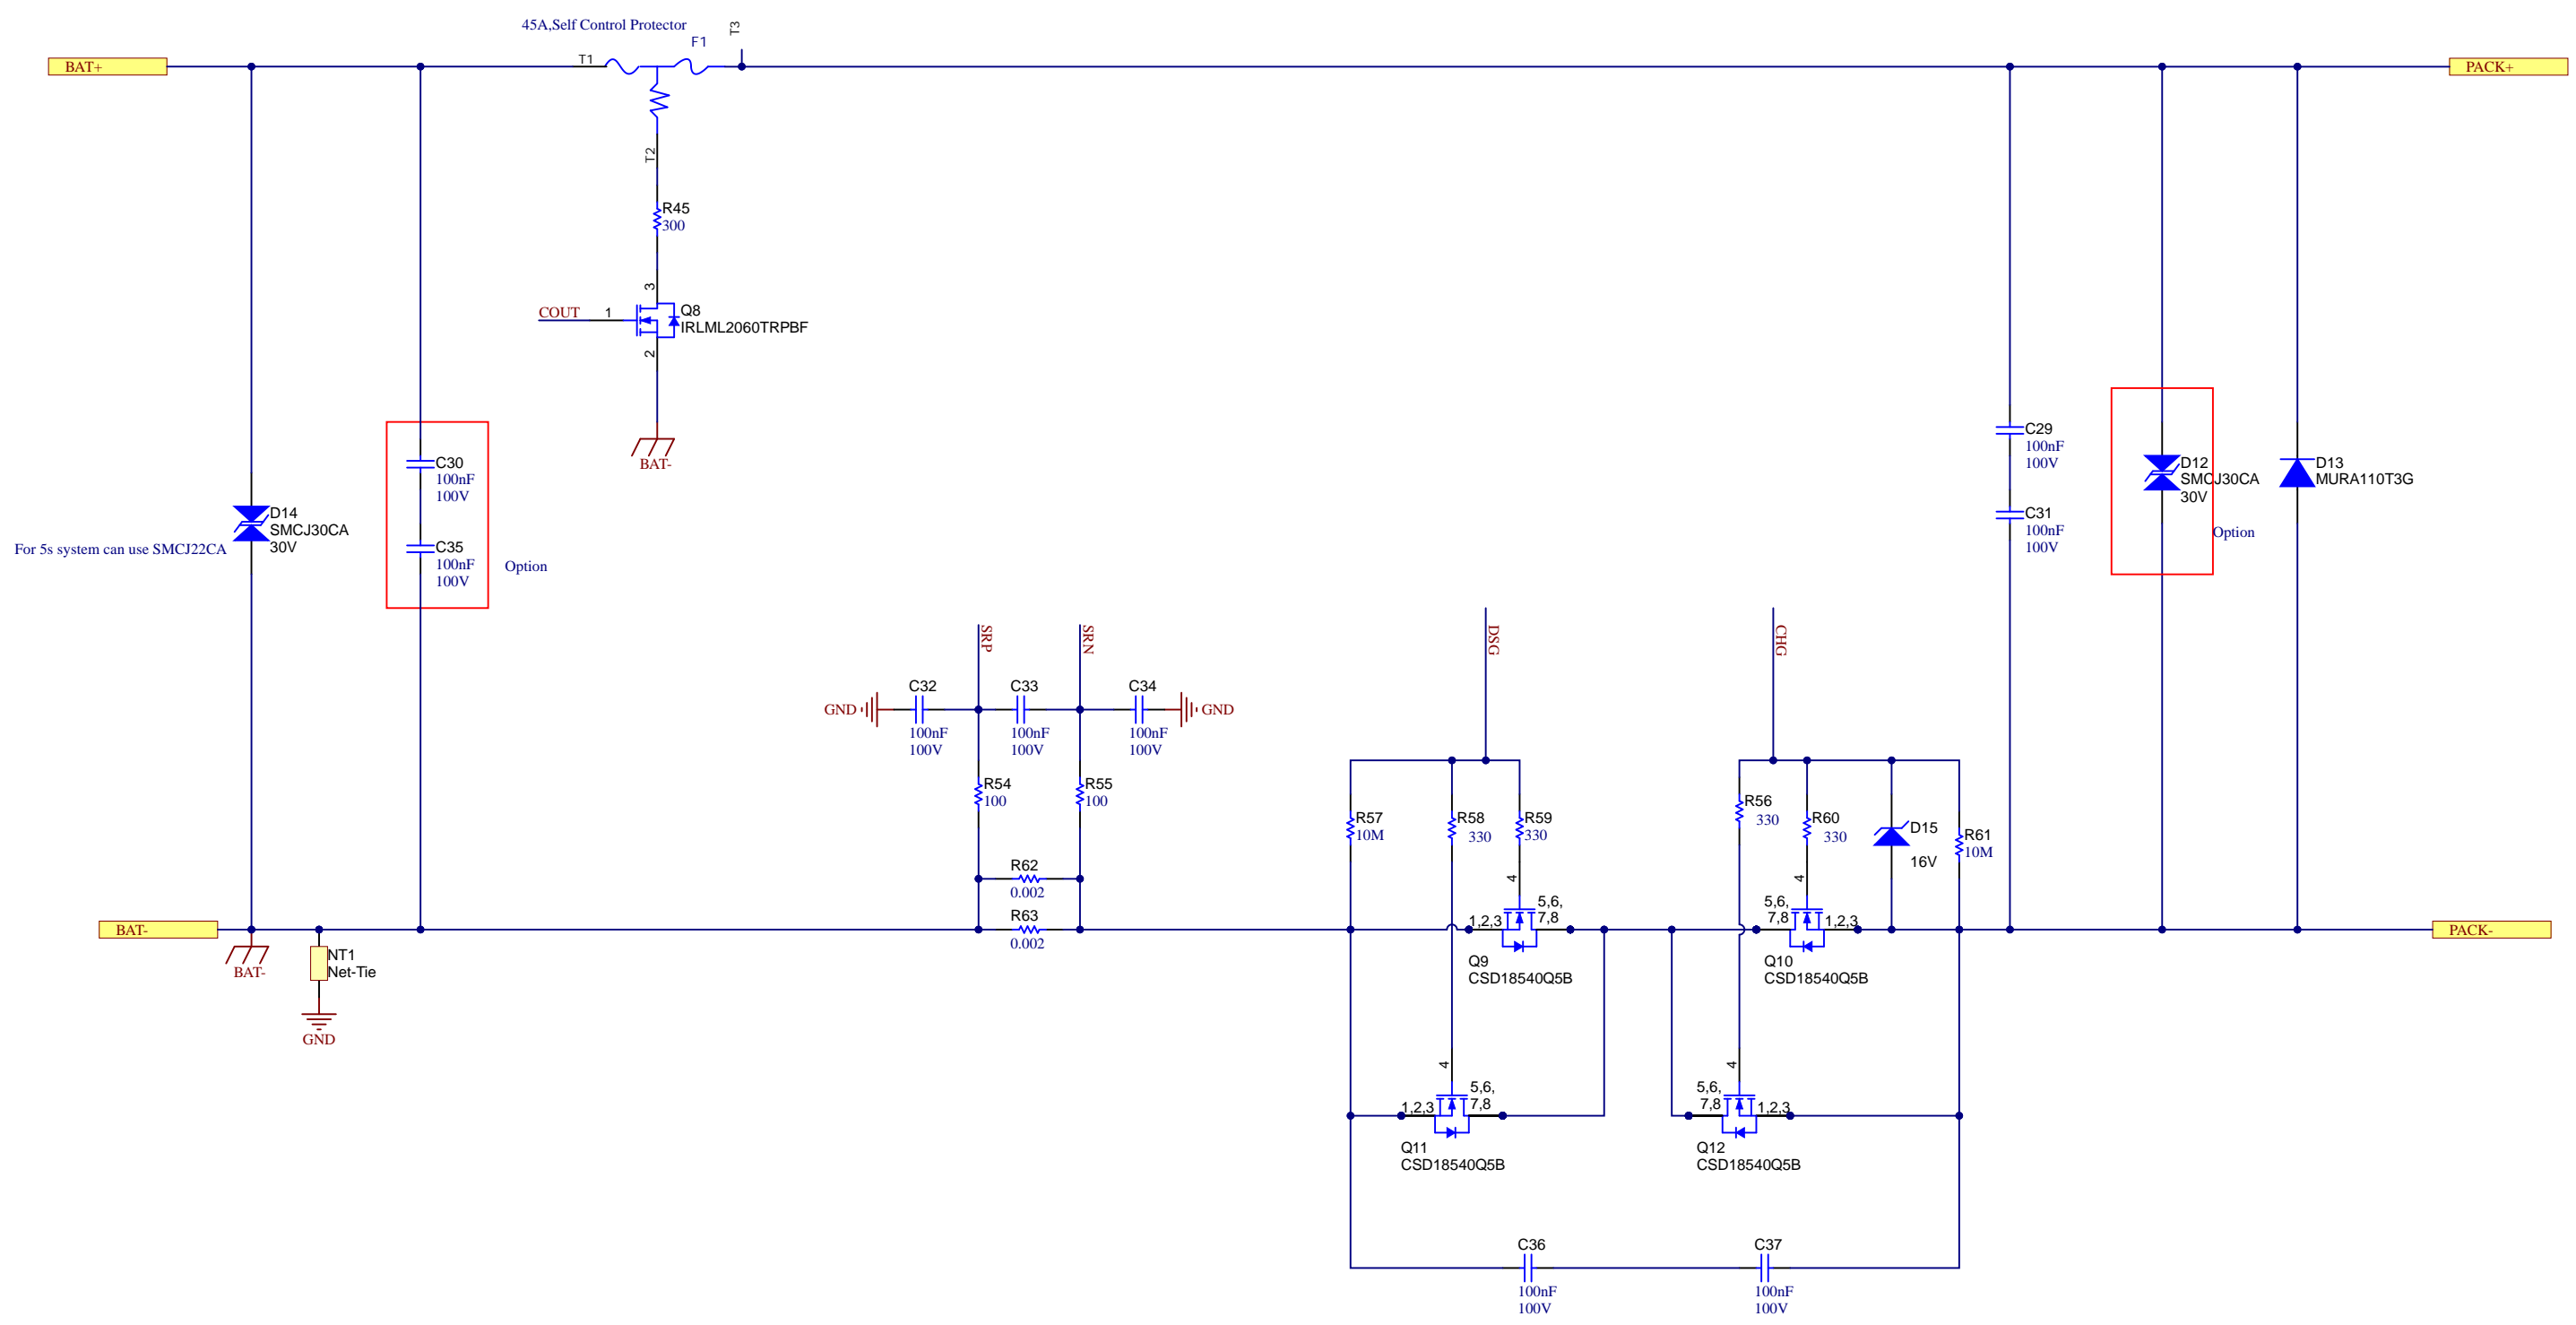 45A,Self Control Protector
F1
T3
BAT+
T1
PACK+
T2
R45
300
3
COUT
1
Q8
IRLML2060TRPBF
2
BAT-
C30
100nF
100V
C35
100nF
100V
Option
D14
SMCJ30CA
30V
For 5s system can use SMCJ22CA
C29
100nF
100V
C31
100nF
100V
D12
SMCJ30CA
30V
Option
D13
MURA110T3G
SRP
SRN
DSG
CHG
C32
C33
C34
GND
GND
100nF
100V
100nF
100V
100nF
100V
R54
100
R55
100
R62
0.002
R63
0.002
R57
10M
R58
330
R59
330
R56
330
R60
330
D15
16V
R61
10M
4
4
BAT-
1,2,3
5,6,
7,8
5,6,
7,8
1,2,3
PACK-
BAT-
NT1
Net-Tie
GND
Q9
CSD18540Q5B
Q10
CSD18540Q5B
4
4
1,2,3
5,6,
7,8
5,6,
7,8
1,2,3
Q11
CSD18540Q5B
Q12
CSD18540Q5B
C36
100nF
100V
C37
100nF
100V